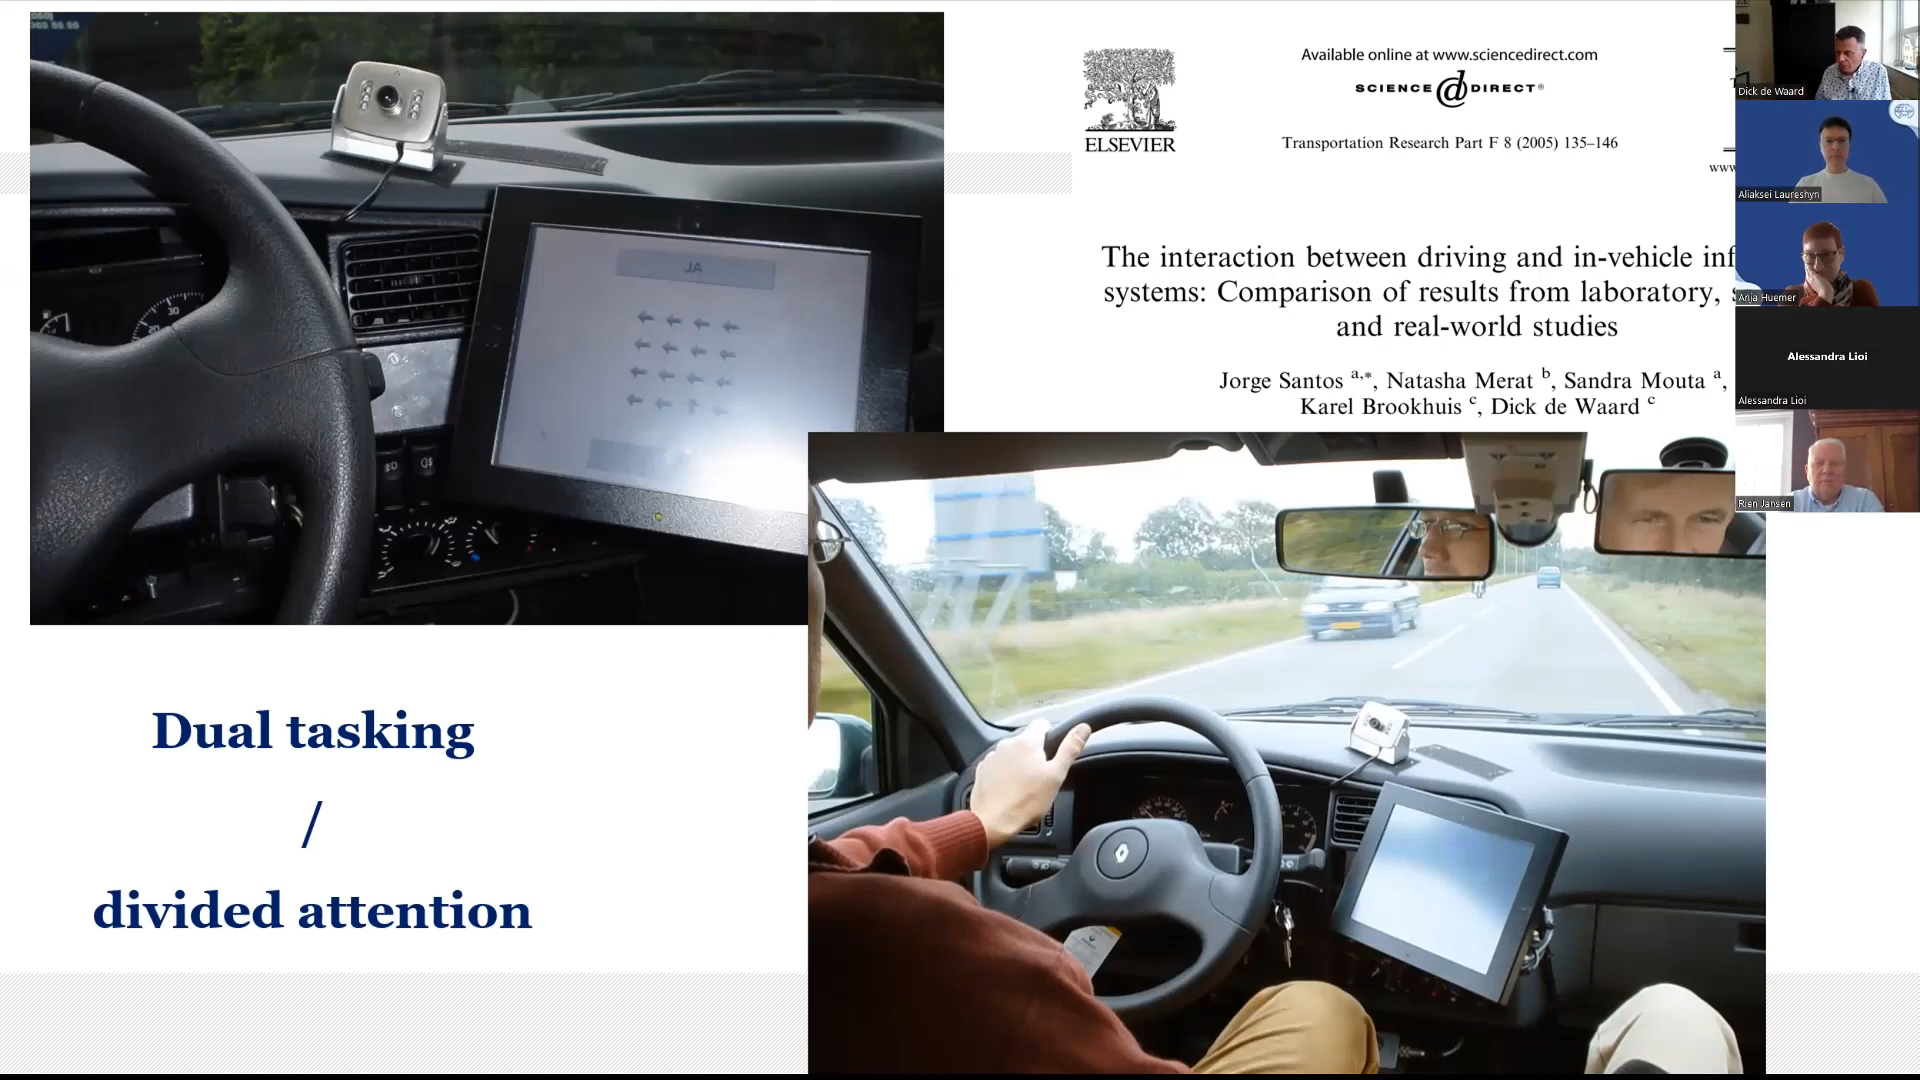 JA
30
20
ELSEVIER
Available online at www.sciencedirect.com
SCIENCE d DIRECT®
Transportation Research Part F 8 (2005) 135–146
www
The interaction between driving and in-vehicle inf
systems: Comparison of results from laboratory, s
and real-world studies
Jorge Santos a,*, Natasha Merat b, Sandra Mouta a,
Karel Brookhuis c, Dick de Waard c
Dual tasking
/
divided attention
Dick de Waard
Aliaksei Laureshyn
Anja Huemer
Alessandra Lioi
Alessandra Lioi
Rien Jansen